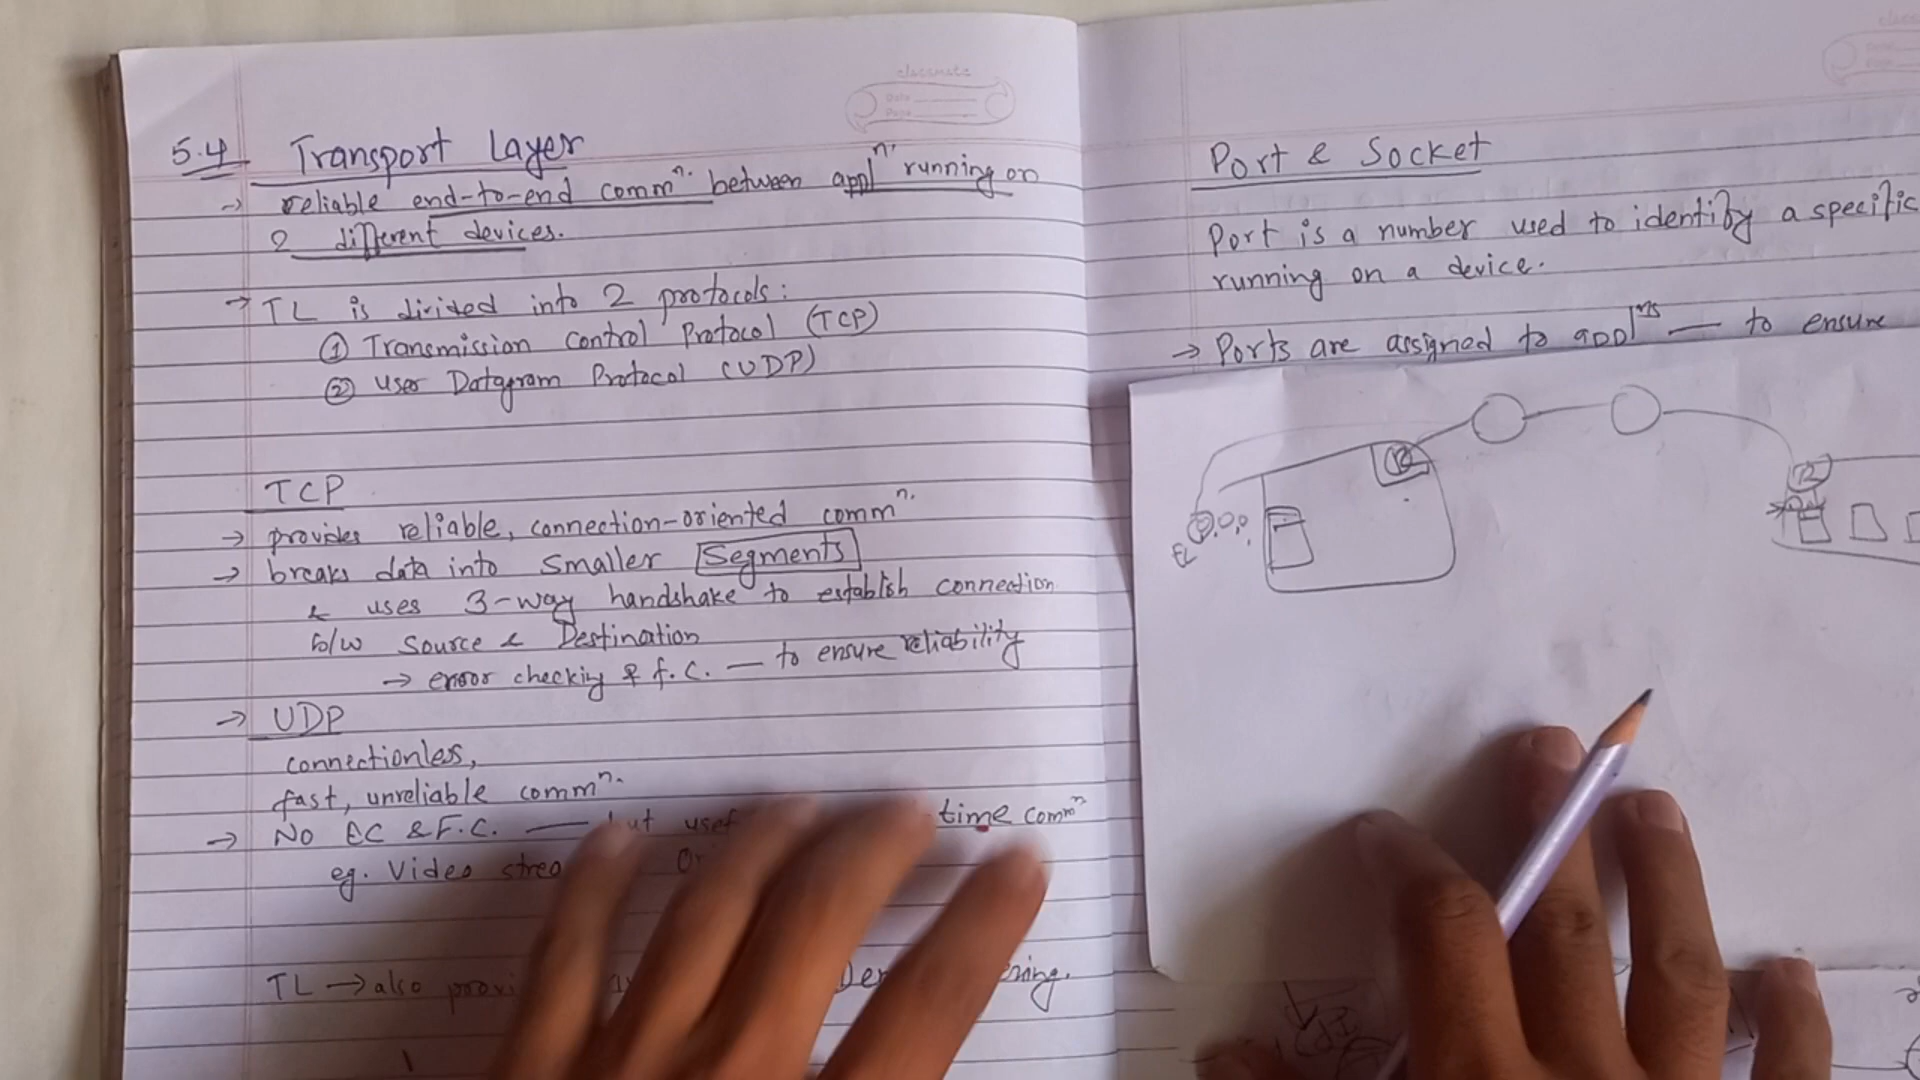 classmate
Date
Page
5.4 Transport Layer
→ reliable end-to-end commⁿ. between applⁿ. running on
2 different devices.
→ TL is divided into 2 protocols:
① Transmission Control Protocol (TCP)
② User Datagram Protocol (UDP)
TCP
→ provides reliable, connection-oriented commⁿ.
→ breaks data into smaller Segments
& uses 3-way handshake to establish connection
b/w Source & Destination
→ error checking & f.C. — to ensure reliability
→ UDP
connectionless,
fast, unreliable commⁿ.
→ No EC & F.C. — but time commⁿ
eg. Video
TL → also
Port & Socket
Port is a number used to identify a specific
running on a device.
→ Ports are assigned to applⁿˢ — to ensure
R
R